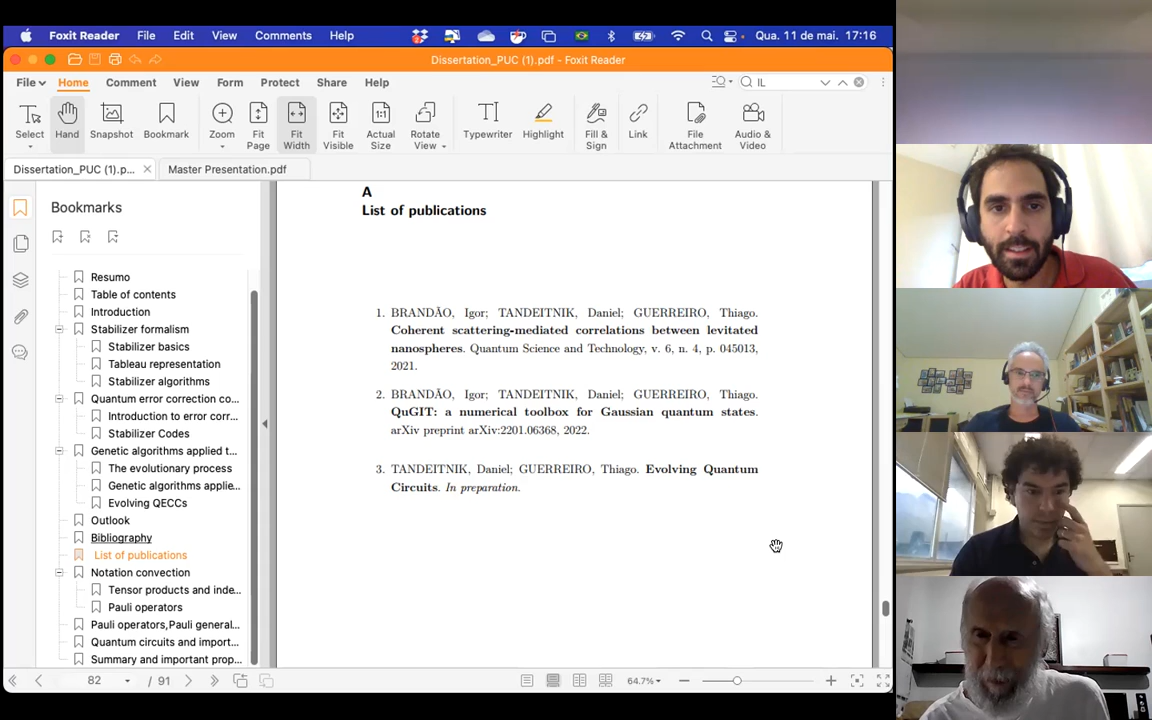 Foxit Reader File Edit View Comments Help Qua. 11 de mai. 17:16
Dissertation_PUC (1).pdf - Foxit Reader
File Home Comment View Form Protect Share Help IL
Select Hand Snapshot Bookmark Zoom Fit Page Fit Width Fit Visible Actual Size Rotate View Typewriter Highlight Fill & Sign Link File Attachment Audio & Video
Dissertation_PUC (1).p... Master Presentation.pdf
Bookmarks
Resumo
Table of contents
Introduction
Stabilizer formalism
Stabilizer basics
Tableau representation
Stabilizer algorithms
Quantum error correction co...
Introduction to error corr...
Stabilizer Codes
Genetic algorithms applied t...
The evolutionary process
Genetic algorithms applie...
Evolving QECCs
Outlook
Bibliography
List of publications
Notation convection
Tensor products and inde...
Pauli operators
Pauli operators,Pauli general...
Quantum circuits and import...
Summary and important prop...
A
List of publications
1. BRANDÃO, Igor; TANDEITNIK, Daniel; GUERREIRO, Thiago.
Coherent scattering-mediated correlations between levitated
nanospheres. Quantum Science and Technology, v. 6, n. 4, p. 045013,
2021.
2. BRANDÃO, Igor; TANDEITNIK, Daniel; GUERREIRO, Thiago.
QuGIT: a numerical toolbox for Gaussian quantum states.
arXiv preprint arXiv:2201.06368, 2022.
3. TANDEITNIK, Daniel; GUERREIRO, Thiago. Evolving Quantum
Circuits. In preparation.
82 / 91 64.7%